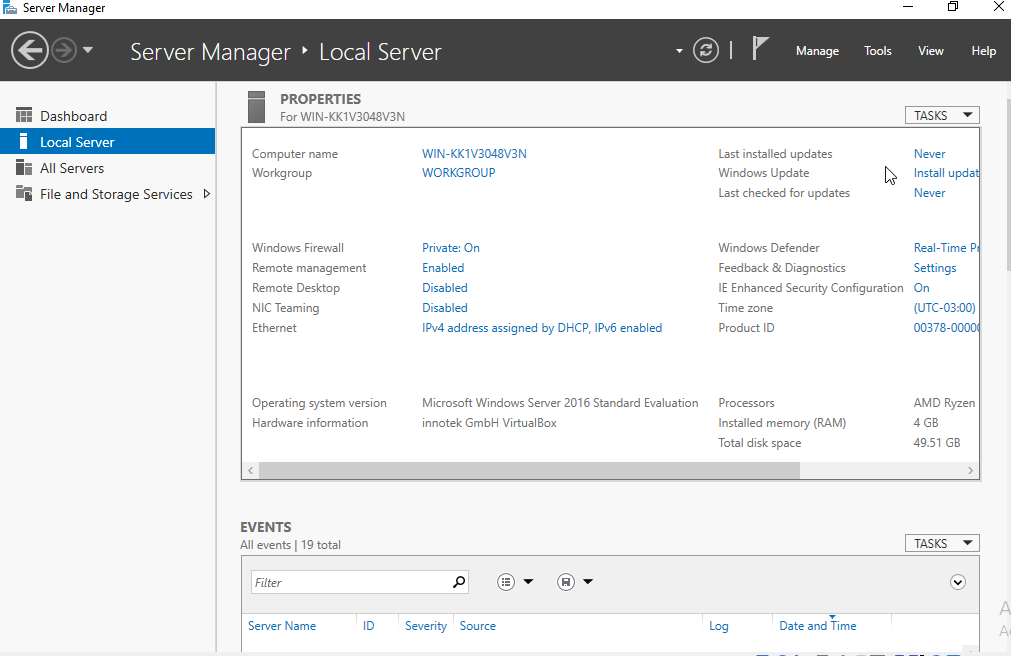 Server Manager
Server Manager ‣ Local Server
Manage Tools View Help
Dashboard
Local Server
All Servers
File and Storage Services
PROPERTIES
For WIN-KK1V3048V3N
TASKS
Computer name WIN-KK1V3048V3N Last installed updates Never
Workgroup WORKGROUP Windows Update Install updat
Last checked for updates Never
Windows Firewall Private: On Windows Defender Real-Time Pr
Remote management Enabled Feedback & Diagnostics Settings
Remote Desktop Disabled IE Enhanced Security Configuration On
NIC Teaming Disabled Time zone (UTC-03:00)
Ethernet IPv4 address assigned by DHCP, IPv6 enabled Product ID 00378-00000
Operating system version Microsoft Windows Server 2016 Standard Evaluation Processors AMD Ryzen
Hardware information innotek GmbH VirtualBox Installed memory (RAM) 4 GB
Total disk space 49.51 GB
EVENTS
All events | 19 total
TASKS
Filter
Server Name ID Severity Source Log Date and Time